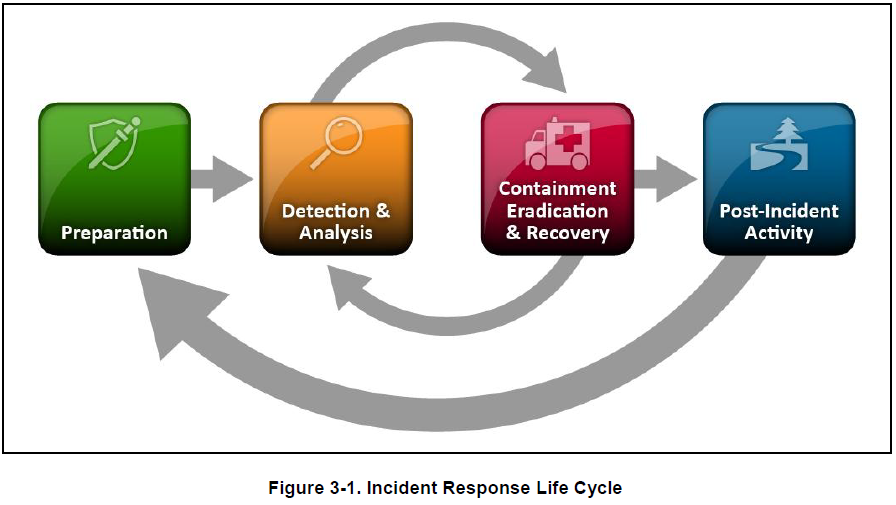 Preparation
Detection &
Analysis
Containment
Eradication
& Recovery
Post-Incident
Activity
Figure 3-1. Incident Response Life Cycle